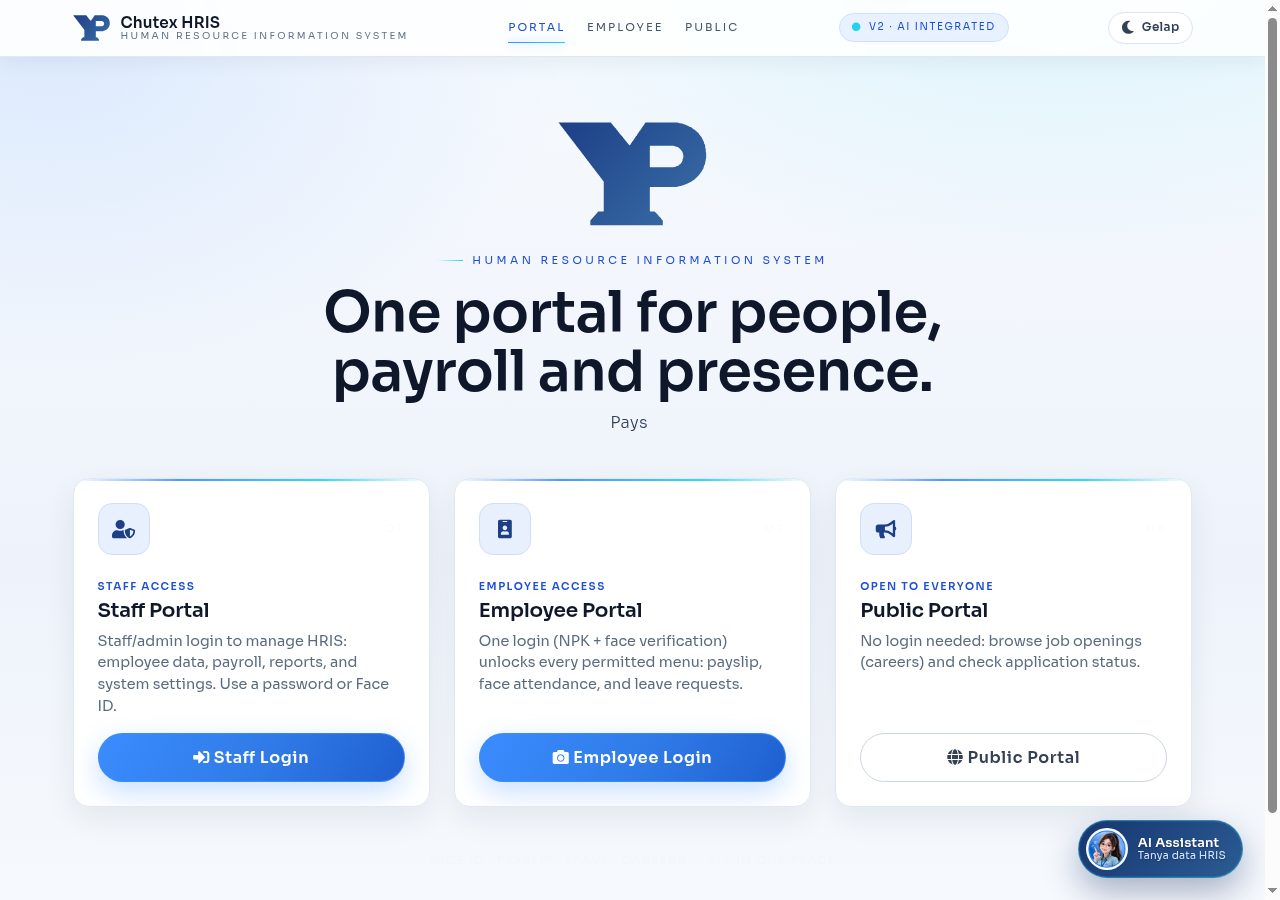 Chutex HRIS
HUMAN RESOURCE INFORMATION SYSTEM
PORTAL EMPLOYEE PUBLIC
V2 · AI INTEGRATED
Gelap
YP
HUMAN RESOURCE INFORMATION SYSTEM
One portal for people,
payroll and presence.
Pays
STAFF ACCESS
Staff Portal
Staff/admin login to manage HRIS:
employee data, payroll, reports, and
system settings. Use a password or Face
ID.
Staff Login
EMPLOYEE ACCESS
Employee Portal
One login (NPK + face verification)
unlocks every permitted menu: payslip,
face attendance, and leave requests.
Employee Login
OPEN TO EVERYONE
Public Portal
No login needed: browse job openings
(careers) and check application status.
Public Portal
AI Assistant
Tanya data HRIS